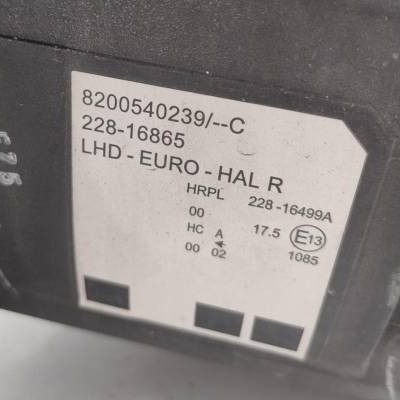 8200540239/--C
228-16865
LHD - EURO - HAL R
HRPL 228-16499A
00
HC A 17.5 E13
00 02 1085